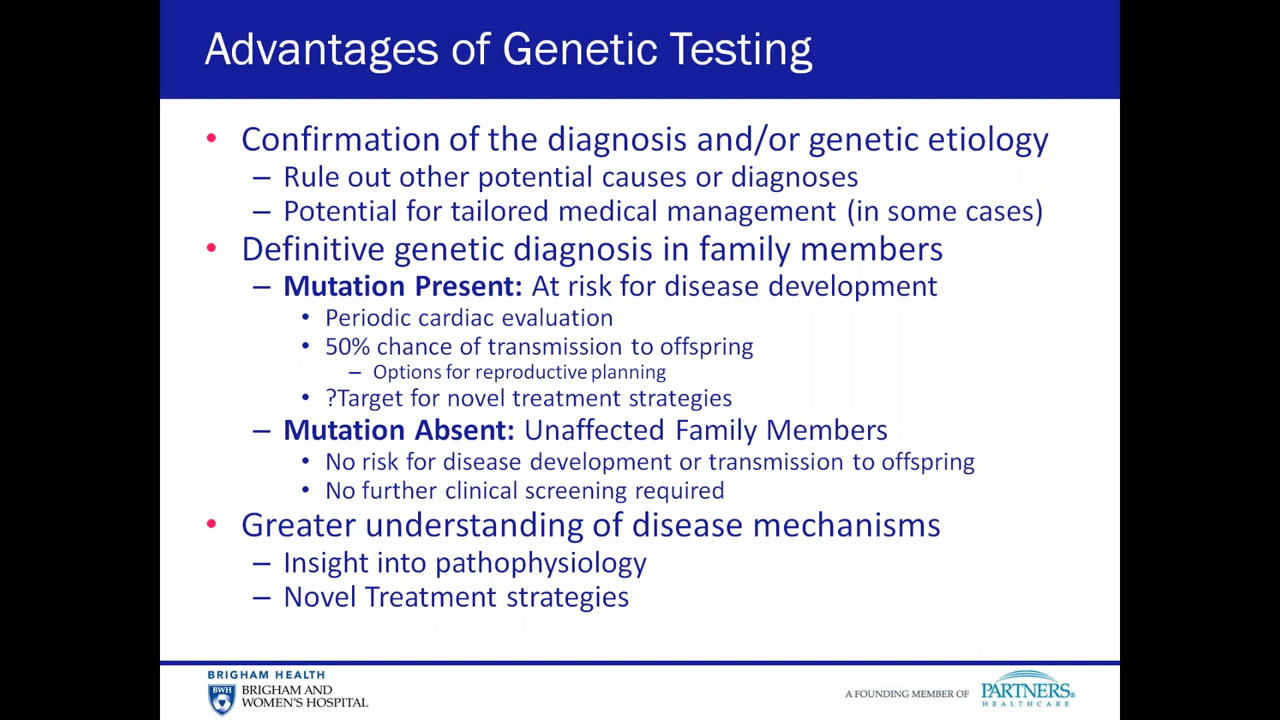 Advantages of Genetic Testing
• Confirmation of the diagnosis and/or genetic etiology
– Rule out other potential causes or diagnoses
– Potential for tailored medical management (in some cases)
• Definitive genetic diagnosis in family members
– Mutation Present: At risk for disease development
• Periodic cardiac evaluation
• 50% chance of transmission to offspring
– Options for reproductive planning
• ?Target for novel treatment strategies
– Mutation Absent: Unaffected Family Members
• No risk for disease development or transmission to offspring
• No further clinical screening required
• Greater understanding of disease mechanisms
– Insight into pathophysiology
– Novel Treatment strategies
BRIGHAM HEALTH
BWH
BRIGHAM AND
WOMEN'S HOSPITAL
A FOUNDING MEMBER OF
PARTNERS®
HEALTHCARE